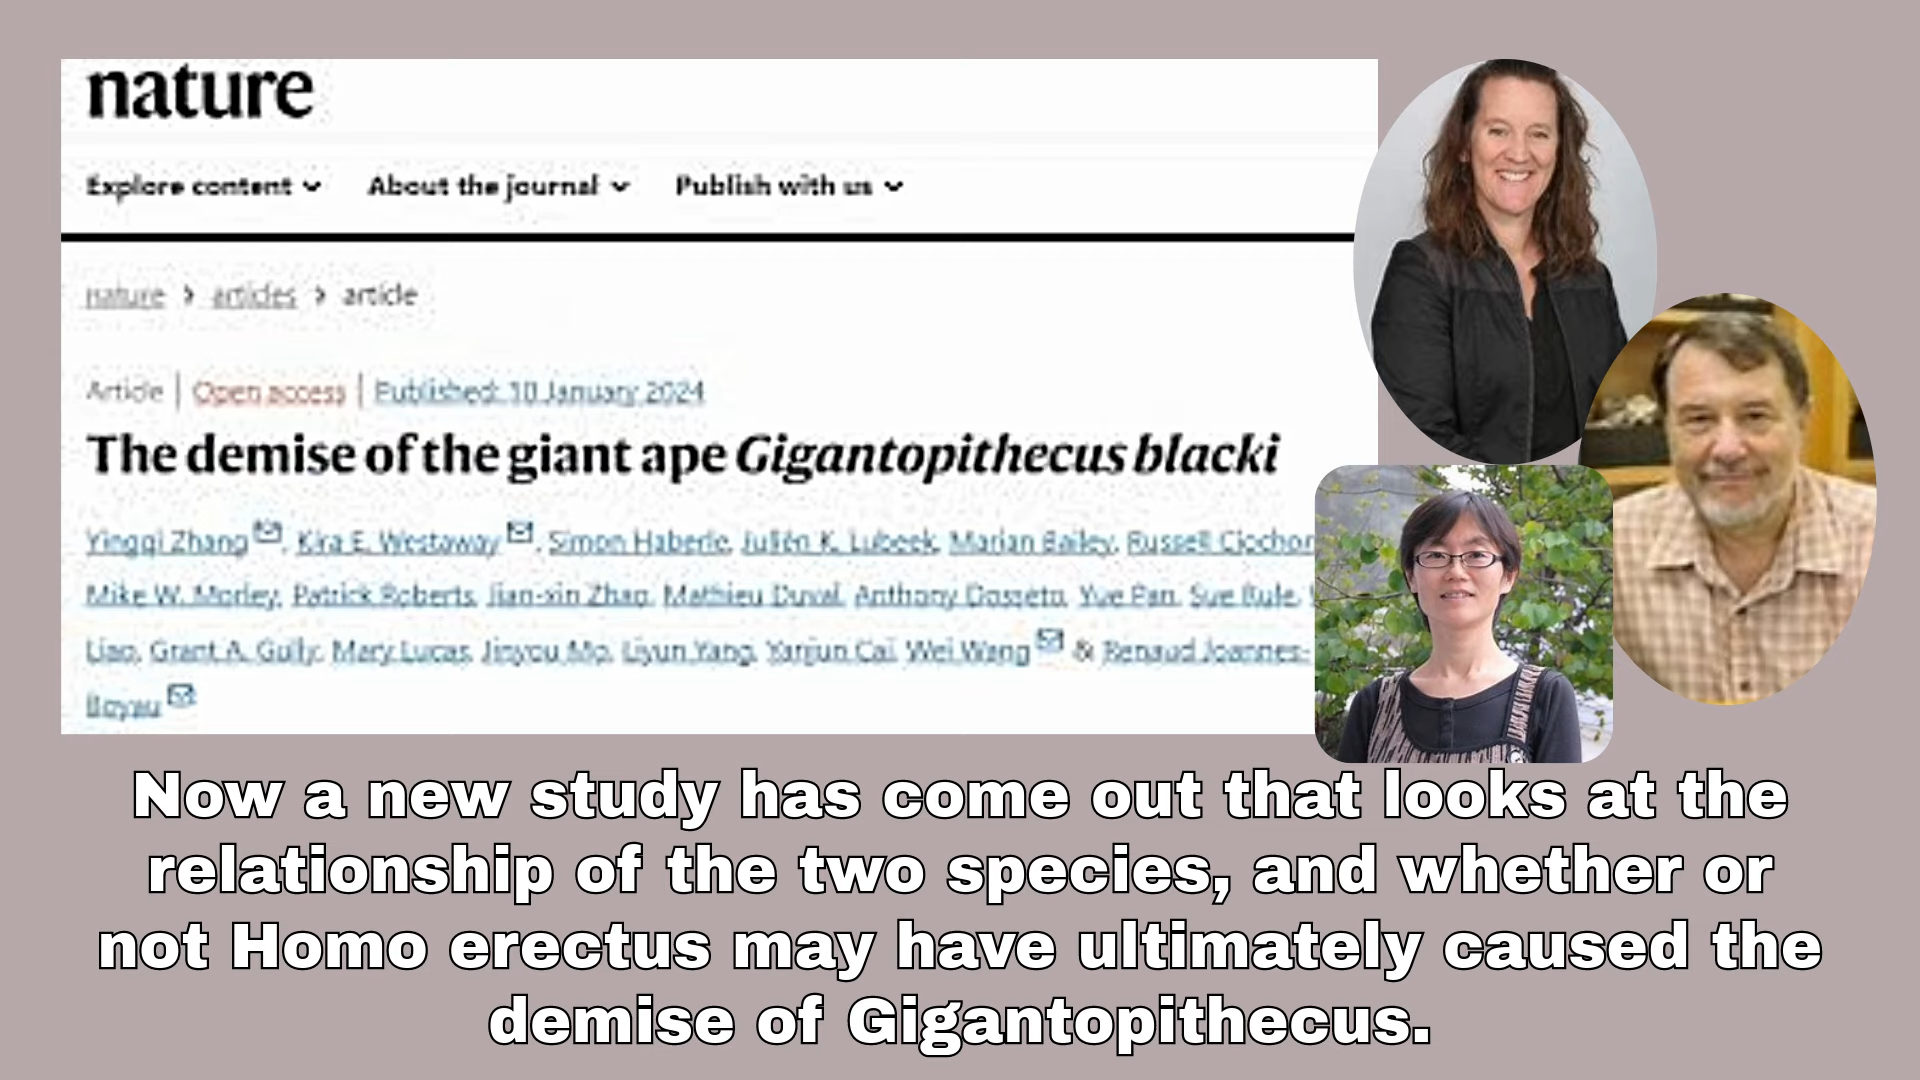 nature
Explore content About the journal Publish with us
nature > articles > article
Article | Open access | Published: 10 January 2024
The demise of the giant ape Gigantopithecus blacki
Yingqi Zhang, Kira E. Westaway, Simon Haberle, Juliën K. Lubeek, Marian Bailey, Russell Ciochon
Mike W. Morley, Patrick Roberts, Jian-xin Zhao, Mathieu Duval, Anthony Dosseto, Yue Pan, Sue Rule,
Liao, Grant A. Gully, Mary Lucas, Jinyou Mo, Liyun Yang, Yanjun Cai, Wei Wang & Renaud Joannes-
Boyau
Now a new study has come out that looks at the
relationship of the two species, and whether or
not Homo erectus may have ultimately caused the
demise of Gigantopithecus.